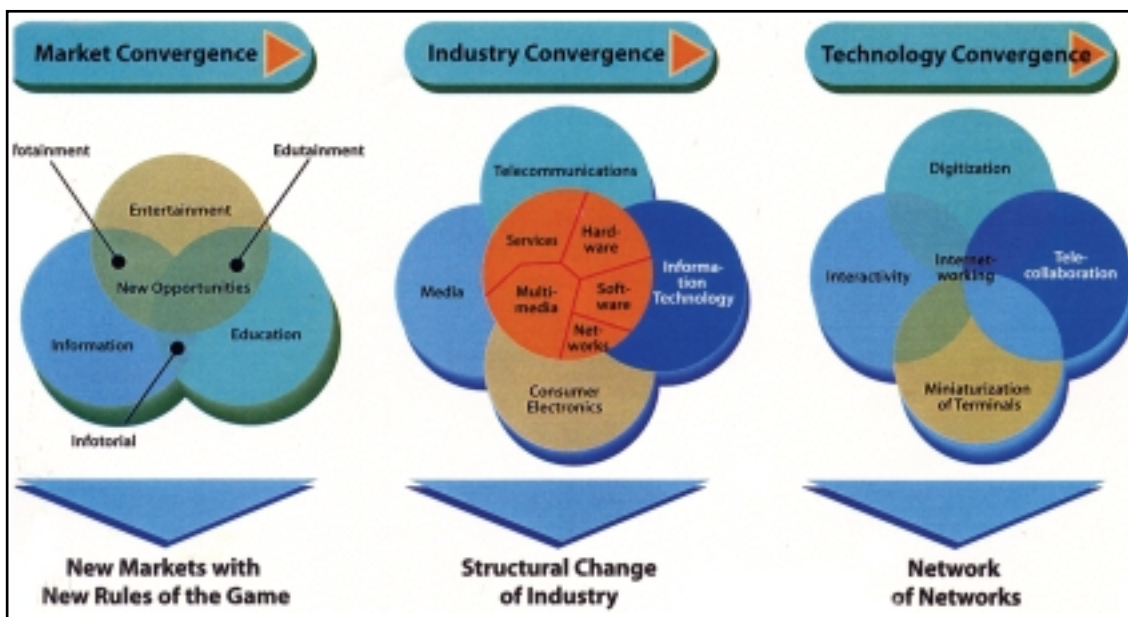 Market Convergence
Industry Convergence
Technology Convergence
fotainment
Edutainment
Entertainment
New Opportunities
Information
Education
Infotorial
New Markets with
New Rules of the Game
Telecommunications
Services
Hard-
ware
Media
Multi-
media
Soft-
ware
Informa-
tion
Technology
Net-
works
Consumer
Electronics
Structural Change
of Industry
Digitization
Interactivity
Internet-
working
Tele-
collaboration
Miniaturization
of Terminals
Network
of Networks